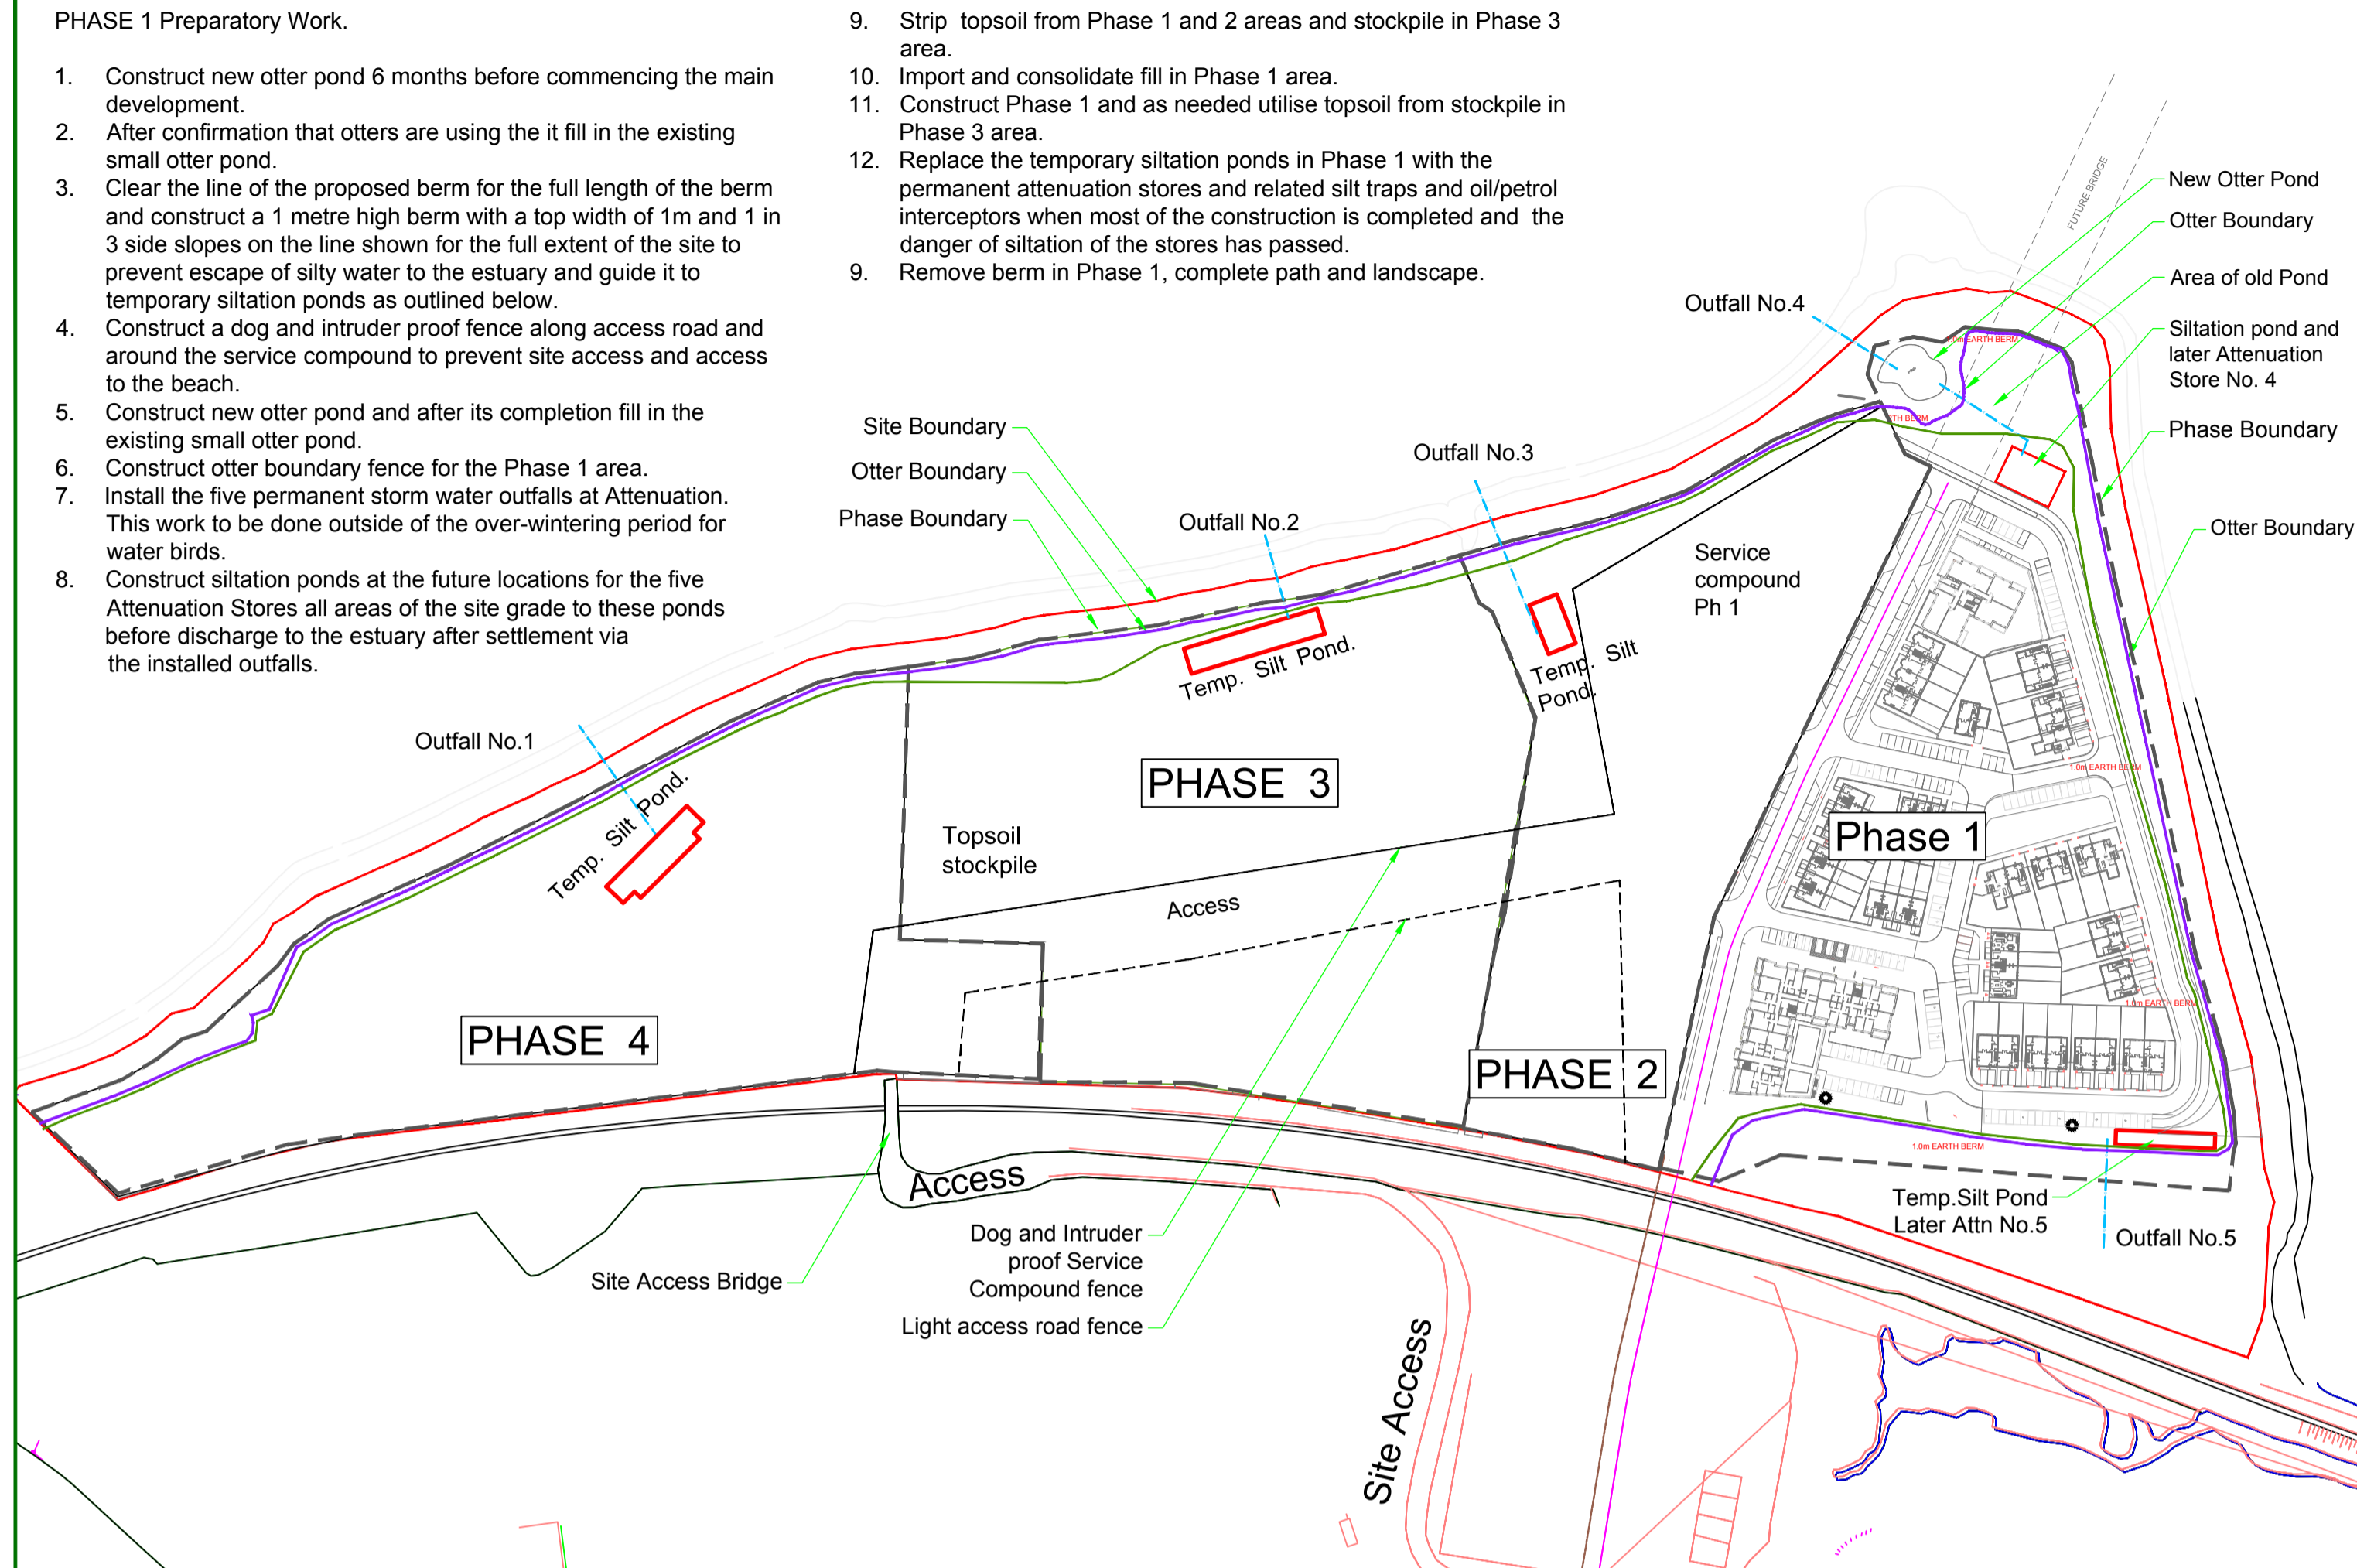 PHASE 1 Preparatory Work.
1. Construct new otter pond 6 months before commencing the main
development.
2. After confirmation that otters are using the it fill in the existing
small otter pond.
3. Clear the line of the proposed berm for the full length of the berm
and construct a 1 metre high berm with a top width of 1m and 1 in
3 side slopes on the line shown for the full extent of the site to
prevent escape of silty water to the estuary and guide it to
temporary siltation ponds as outlined below.
4. Construct a dog and intruder proof fence along access road and
around the service compound to prevent site access and access
to the beach.
5. Construct new otter pond and after its completion fill in the
existing small otter pond.
6. Construct otter boundary fence for the Phase 1 area.
7. Install the five permanent storm water outfalls at Attenuation.
This work to be done outside of the over-wintering period for
water birds.
8. Construct siltation ponds at the future locations for the five
Attenuation Stores all areas of the site grade to these ponds
before discharge to the estuary after settlement via
the installed outfalls.
9. Strip topsoil from Phase 1 and 2 areas and stockpile in Phase 3
area.
10. Import and consolidate fill in Phase 1 area.
11. Construct Phase 1 and as needed utilise topsoil from stockpile in
Phase 3 area.
12. Replace the temporary siltation ponds in Phase 1 with the
permanent attenuation stores and related silt traps and oil/petrol
interceptors when most of the construction is completed and the
danger of siltation of the stores has passed.
9. Remove berm in Phase 1, complete path and landscape.
FUTURE BRIDGE
New Otter Pond
Otter Boundary
Area of old Pond
Siltation pond and
later Attenuation
Store No. 4
Phase Boundary
Otter Boundary
Outfall No.4
1.0m EARTH BERM
TH BERM
Site Boundary
Otter Boundary
Phase Boundary
Outfall No.2
Outfall No.3
Service
compound
Ph 1
Temp. Silt Pond.
Temp. Silt
Pond.
Outfall No.1
Temp. Silt Pond.
PHASE 3
Topsoil
stockpile
Access
Phase 1
1.0m EARTH BERM
1.0m EARTH BERM
PHASE 4
PHASE 2
1.0m EARTH BERM
Access
Temp.Silt Pond
Later Attn No.5
Outfall No.5
Site Access Bridge
Dog and Intruder
proof Service
Compound fence
Light access road fence
Site Access